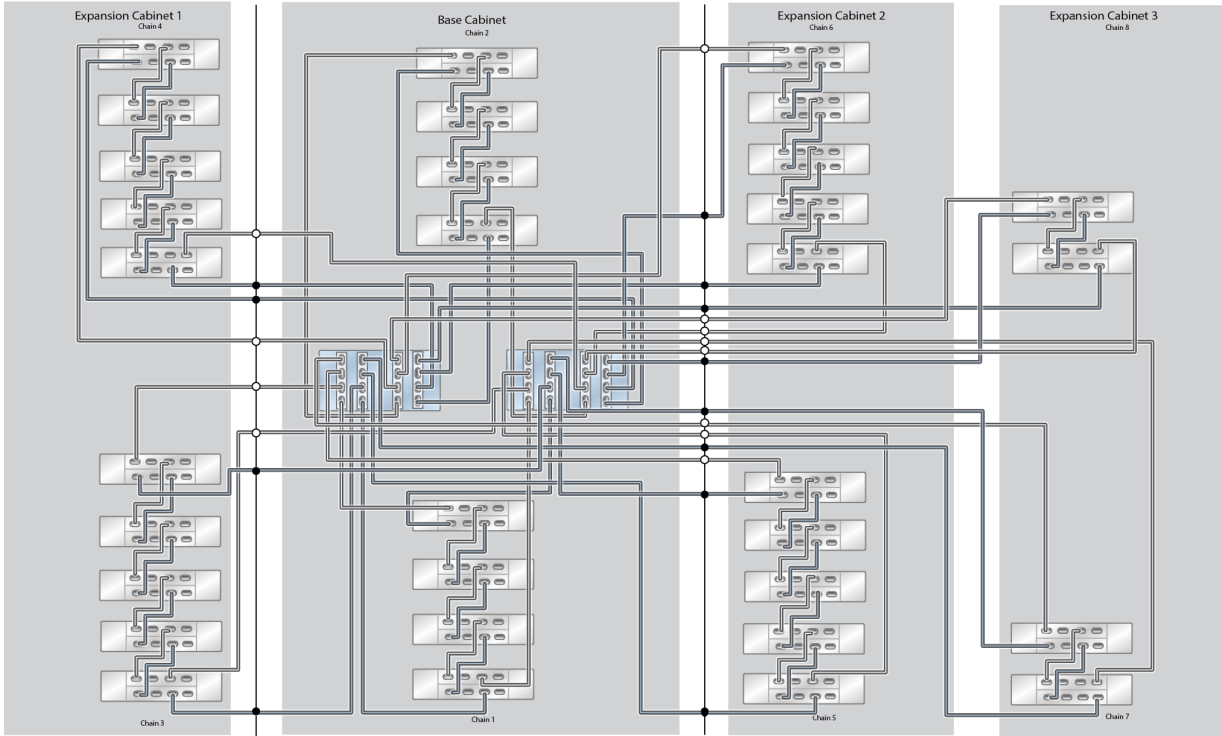 Expansion Cabinet 1
Chain 4
Base Cabinet
Chain 2
Expansion Cabinet 2
Chain 6
Expansion Cabinet 3
Chain 8
Chain 3
Chain 1
Chain 5
Chain 7